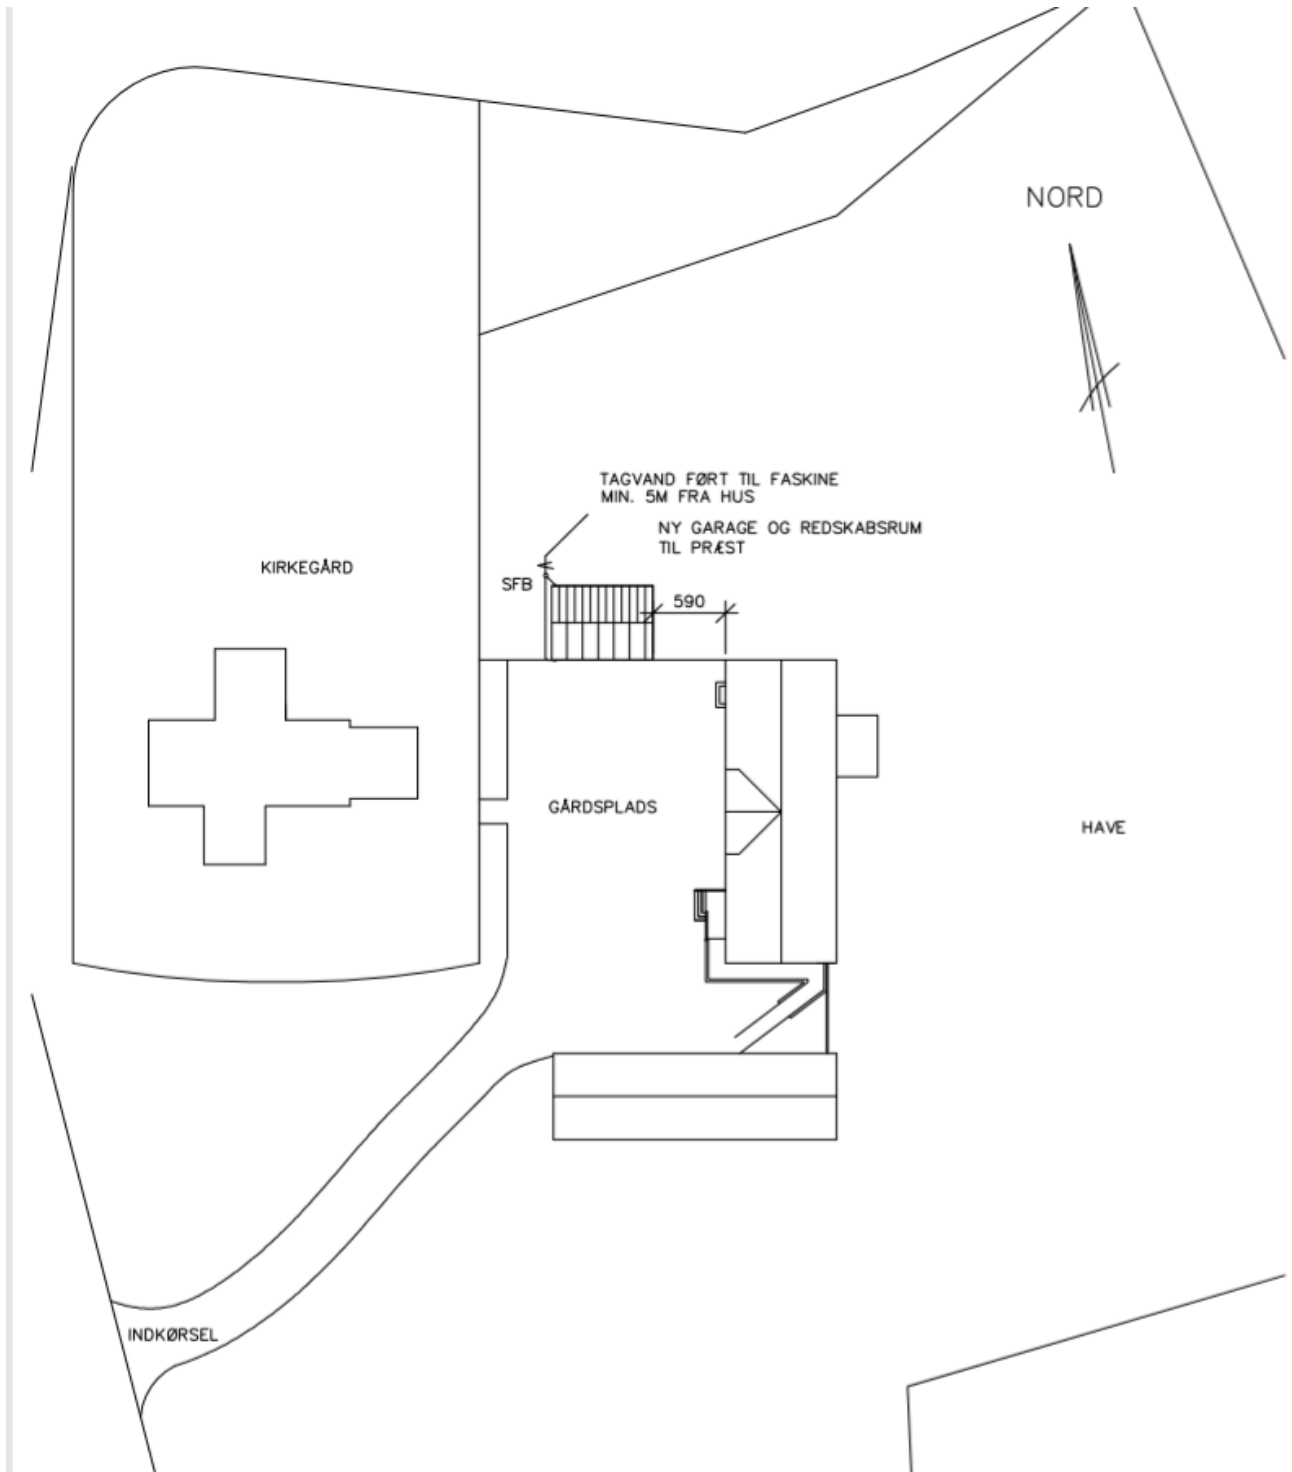 NORD
TAGVAND FØRT TIL FASKINE
MIN. 5M FRA HUS
NY GARAGE OG REDSKABSRUM
TIL PRÆST
KIRKEGÅRD
SFB
590
GÅRDSPLADS
HAVE
INDKØRSEL